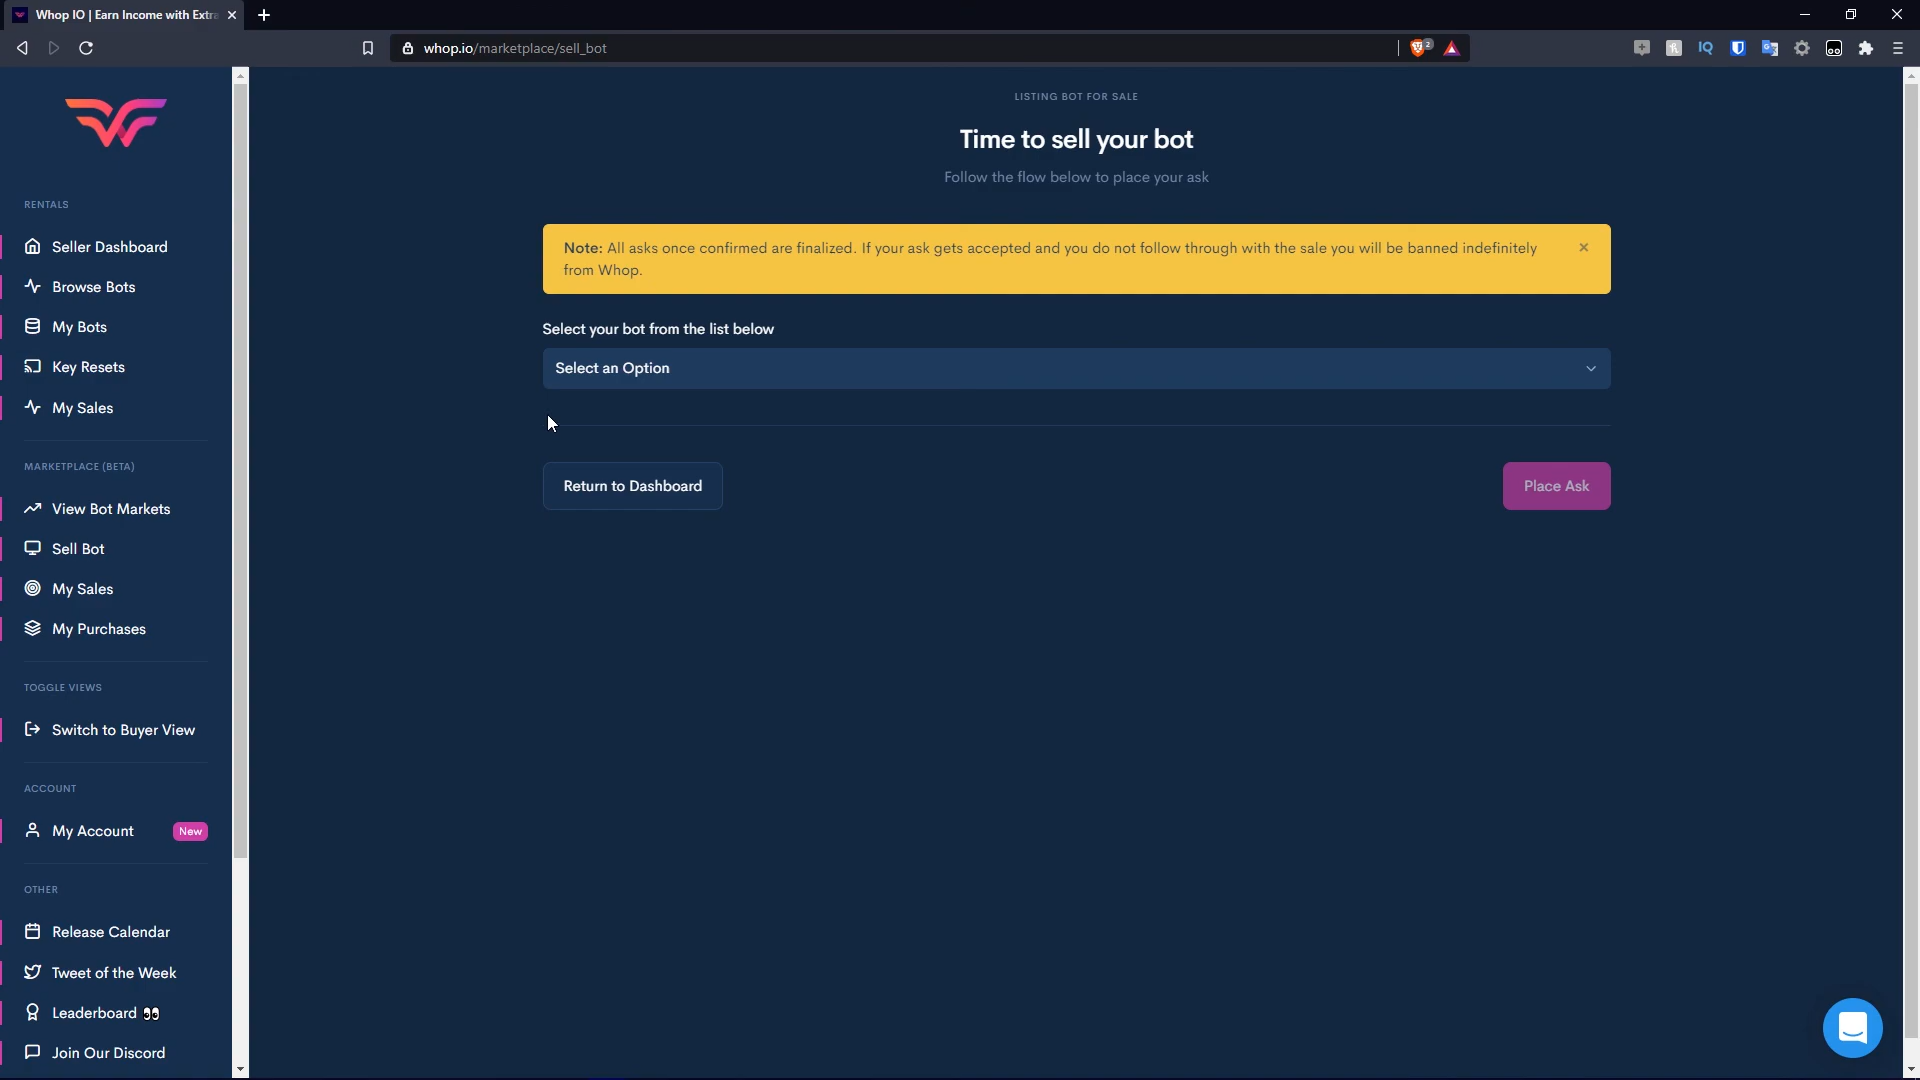 Whop IO | Earn Income with Extra
whop.io/marketplace/sell_bot
2
IQ
RENTALS
Seller Dashboard
Browse Bots
My Bots
Key Resets
My Sales
MARKETPLACE (BETA)
View Bot Markets
Sell Bot
My Sales
My Purchases
TOGGLE VIEWS
Switch to Buyer View
ACCOUNT
My Account New
OTHER
Release Calendar
Tweet of the Week
Leaderboard 👀
Join Our Discord
LISTING BOT FOR SALE
Time to sell your bot
Follow the flow below to place your ask
Note: All asks once confirmed are finalized. If your ask gets accepted and you do not follow through with the sale you will be banned indefinitely
from Whop.
Select your bot from the list below
Select an Option
Return to Dashboard
Place Ask